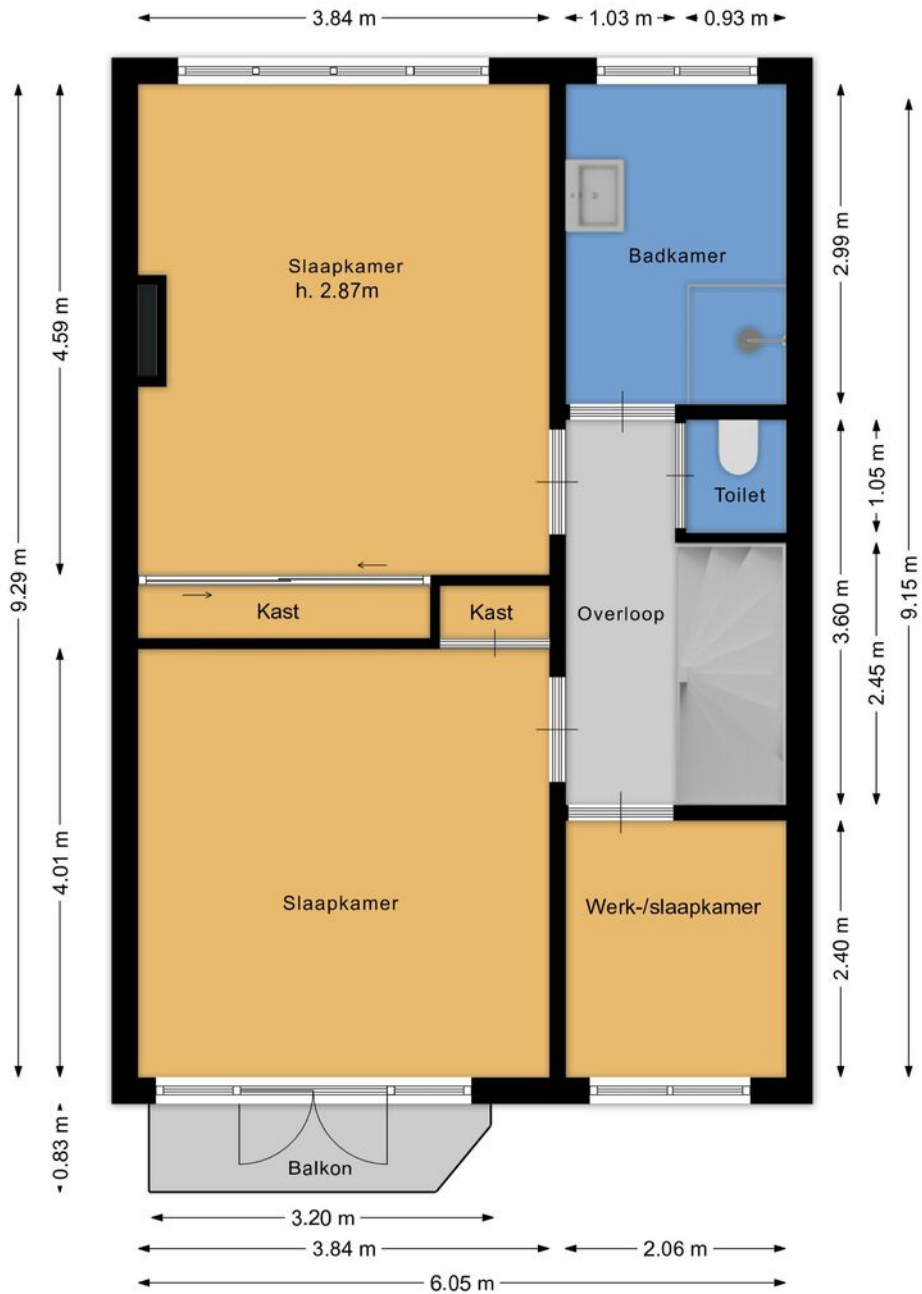 3.84 m
1.03 m
0.93 m
9.29 m
4.59 m
4.01 m
0.83 m
Slaapkamer
h. 2.87m
Badkamer
2.99 m
Toilet
1.05 m
9.15 m
3.60 m
2.45 m
Kast
Kast
Overloop
Slaapkamer
Werk-/slaapkamer
2.40 m
Balkon
3.20 m
3.84 m
2.06 m
6.05 m